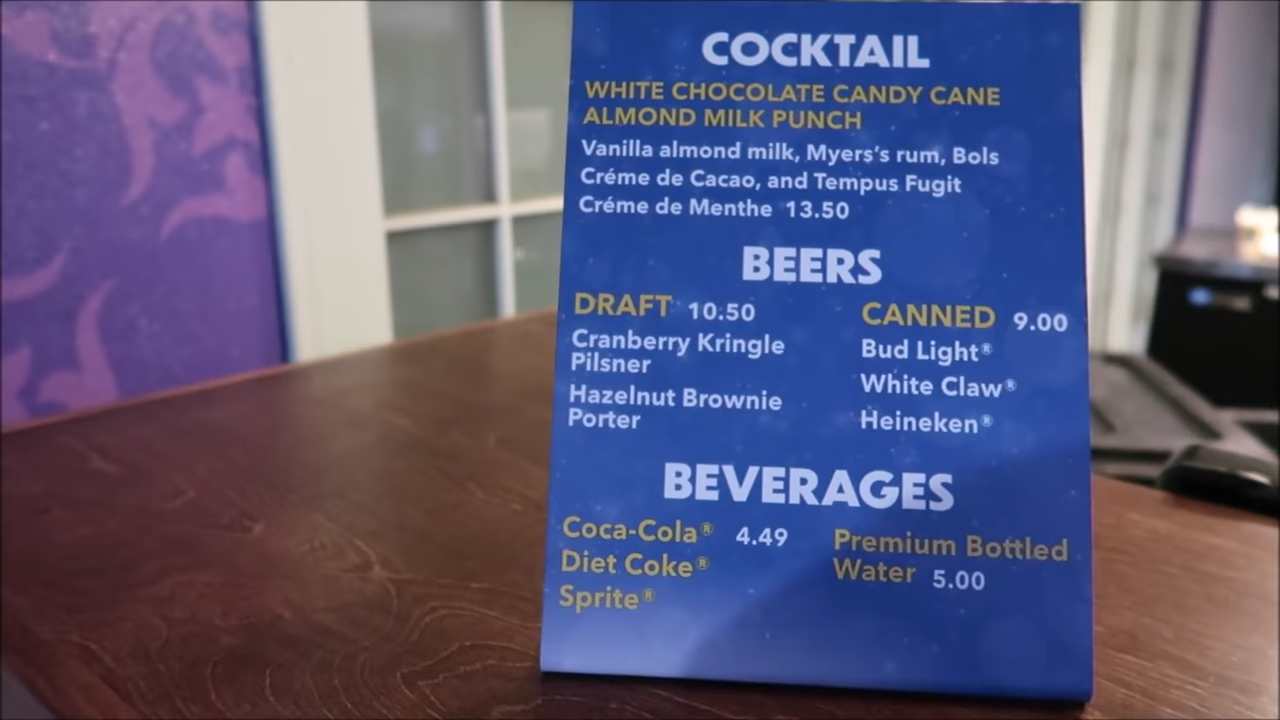 COCKTAIL
WHITE CHOCOLATE CANDY CANE
ALMOND MILK PUNCH
Vanilla almond milk, Myers's rum, Bols
Créme de Cacao, and Tempus Fugit
Créme de Menthe 13.50
BEERS
DRAFT 10.50
Cranberry Kringle
Pilsner
Hazelnut Brownie
Porter
CANNED 9.00
Bud Light®
White Claw®
Heineken®
BEVERAGES
Coca-Cola® 4.49
Diet Coke®
Sprite®
Premium Bottled
Water 5.00